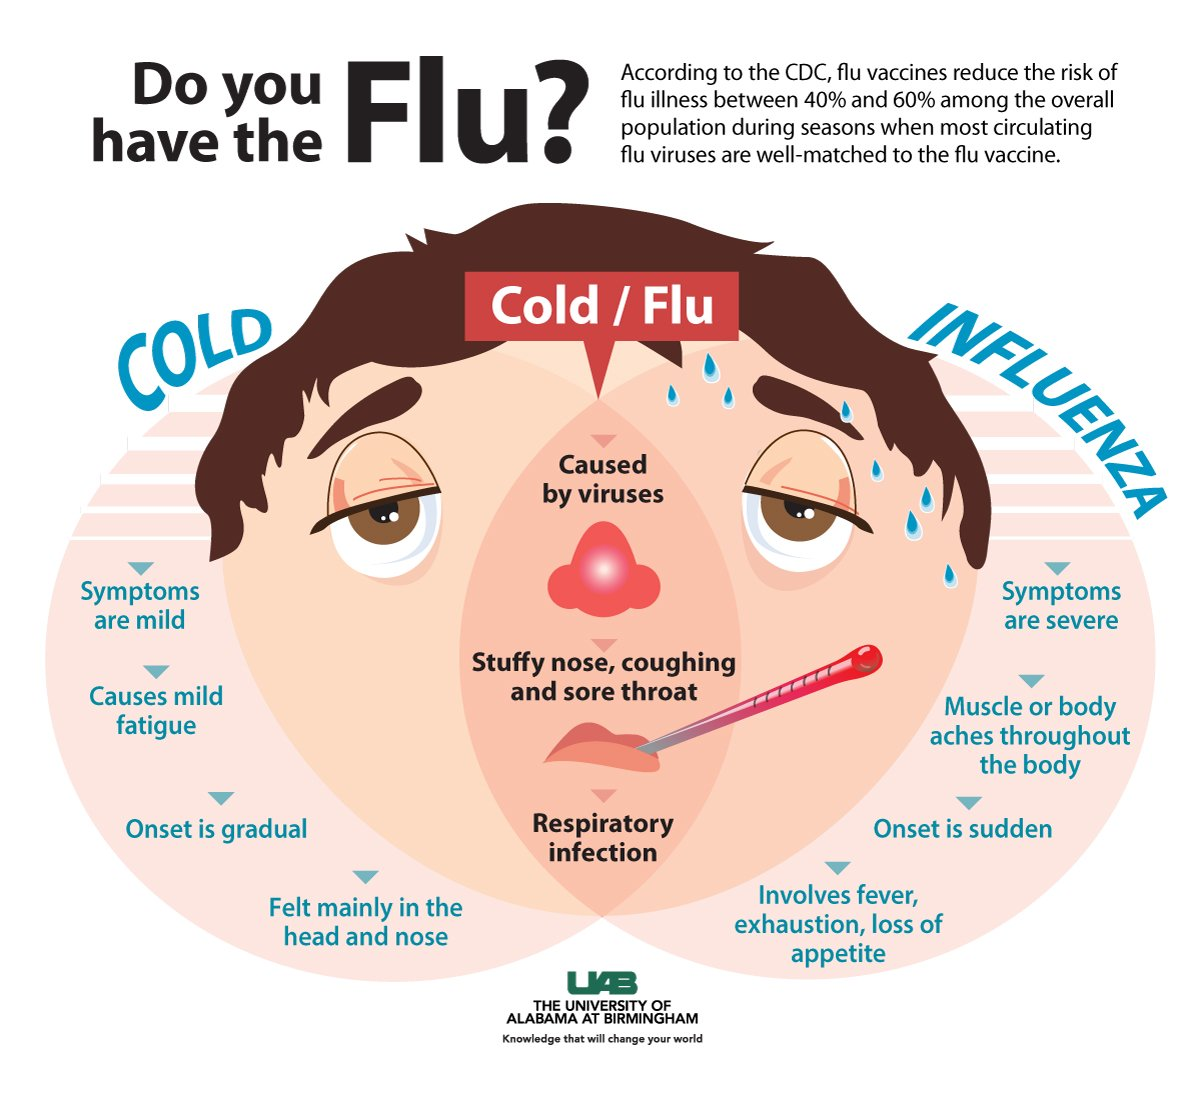 Do you
have the
Flu?
According to the CDC, flu vaccines reduce the risk of
flu illness between 40% and 60% among the overall
population during seasons when most circulating
flu viruses are well-matched to the flu vaccine.
COLD
Cold / Flu
INFLUENZA
Symptoms
are mild
Causes mild
fatigue
Onset is gradual
Felt mainly in the
head and nose
Caused
by viruses
Stuffy nose, coughing
and sore throat
Respiratory
infection
Symptoms
are severe
Muscle or body
aches throughout
the body
Onset is sudden
Involves fever,
exhaustion, loss of
appetite
UAB
THE UNIVERSITY OF
ALABAMA AT BIRMINGHAM
Knowledge that will change your world